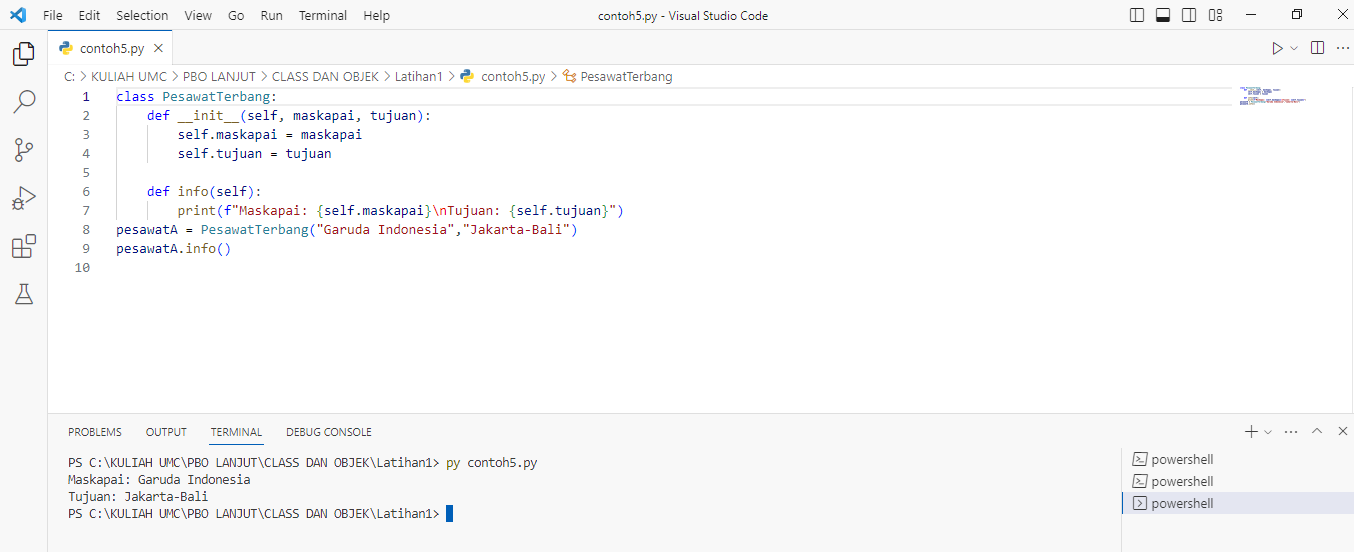 File Edit Selection View Go Run Terminal Help contoh5.py - Visual Studio Code
contoh5.py
C: > KULIAH UMC > PBO LANJUT > CLASS DAN OBJEK > Latihan1 > contoh5.py > PesawatTerbang
1 class PesawatTerbang:
2     def __init__(self, maskapai, tujuan):
3         self.maskapai = maskapai
4         self.tujuan = tujuan
5
6     def info(self):
7         print(f"Maskapai: {self.maskapai}\nTujuan: {self.tujuan}")
8 pesawatA = PesawatTerbang("Garuda Indonesia","Jakarta-Bali")
9 pesawatA.info()
10
PROBLEMS OUTPUT TERMINAL DEBUG CONSOLE
PS C:\KULIAH UMC\PBO LANJUT\CLASS DAN OBJEK\Latihan1> py contoh5.py
Maskapai: Garuda Indonesia
Tujuan: Jakarta-Bali
PS C:\KULIAH UMC\PBO LANJUT\CLASS DAN OBJEK\Latihan1>
powershell
powershell
powershell